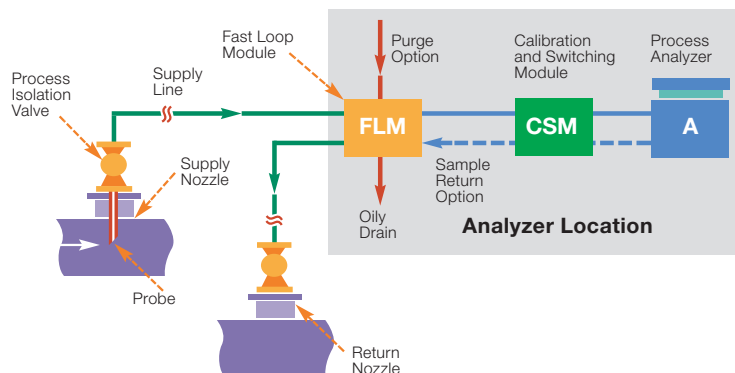 Fast Loop
Module
Purge
Option
Calibration
and Switching
Module
Process
Analyzer
Process
Isolation
Valve
Supply
Line
FLM
CSM
A
Supply
Nozzle
Sample
Return
Option
Oily
Drain
Analyzer Location
Probe
Return
Nozzle